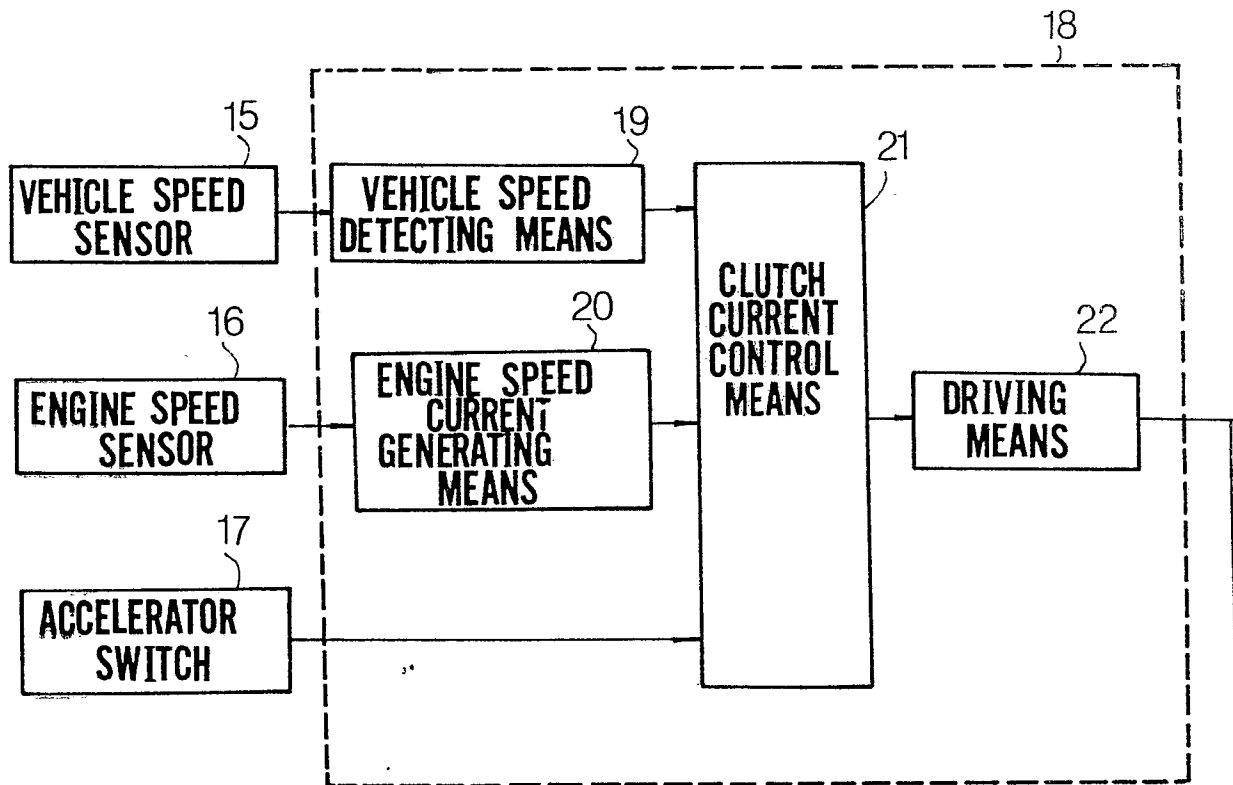 18
15
VEHICLE SPEED
SENSOR
19
VEHICLE SPEED
DETECTING MEANS
21
CLUTCH
CURRENT
CONTROL
MEANS
16
ENGINE SPEED
SENSOR
20
ENGINE SPEED
CURRENT
GENERATING
MEANS
22
DRIVING
MEANS
17
ACCELERATOR
SWITCH